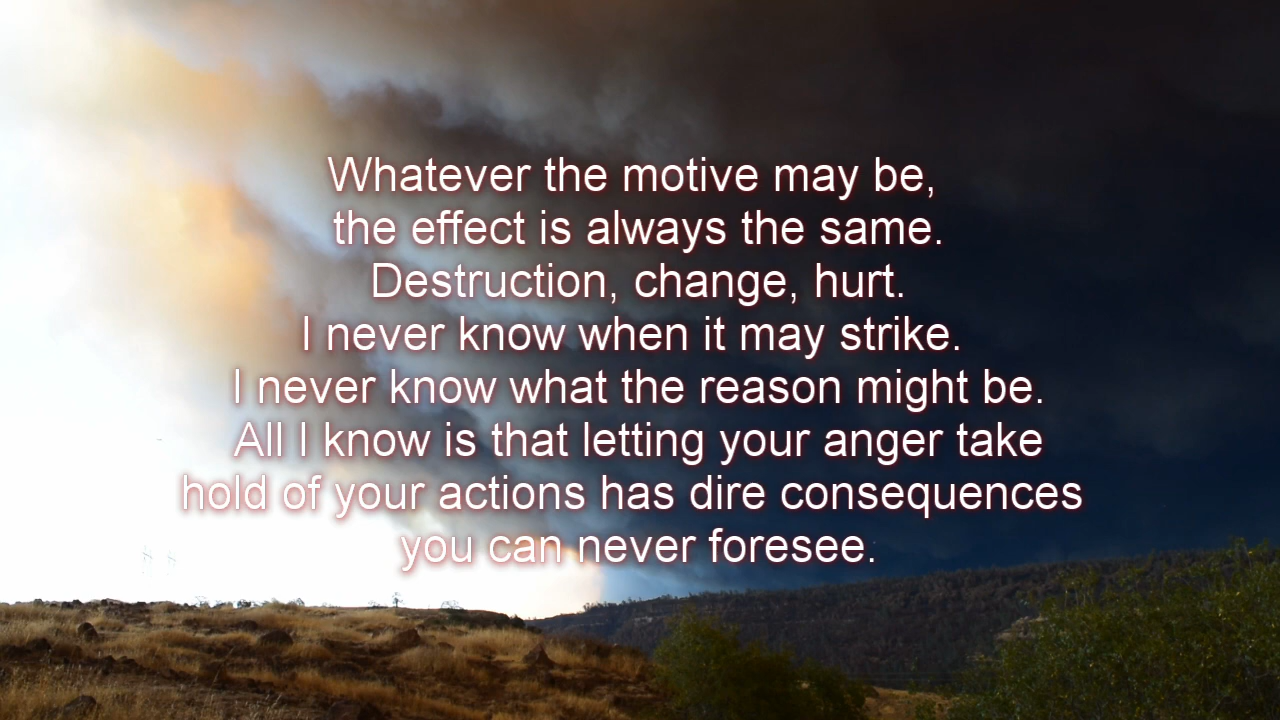 Whatever the motive may be,
the effect is always the same.
Destruction, change, hurt.
I never know when it may strike.
I never know what the reason might be.
All I know is that letting your anger take
hold of your actions has dire consequences
you can never foresee.